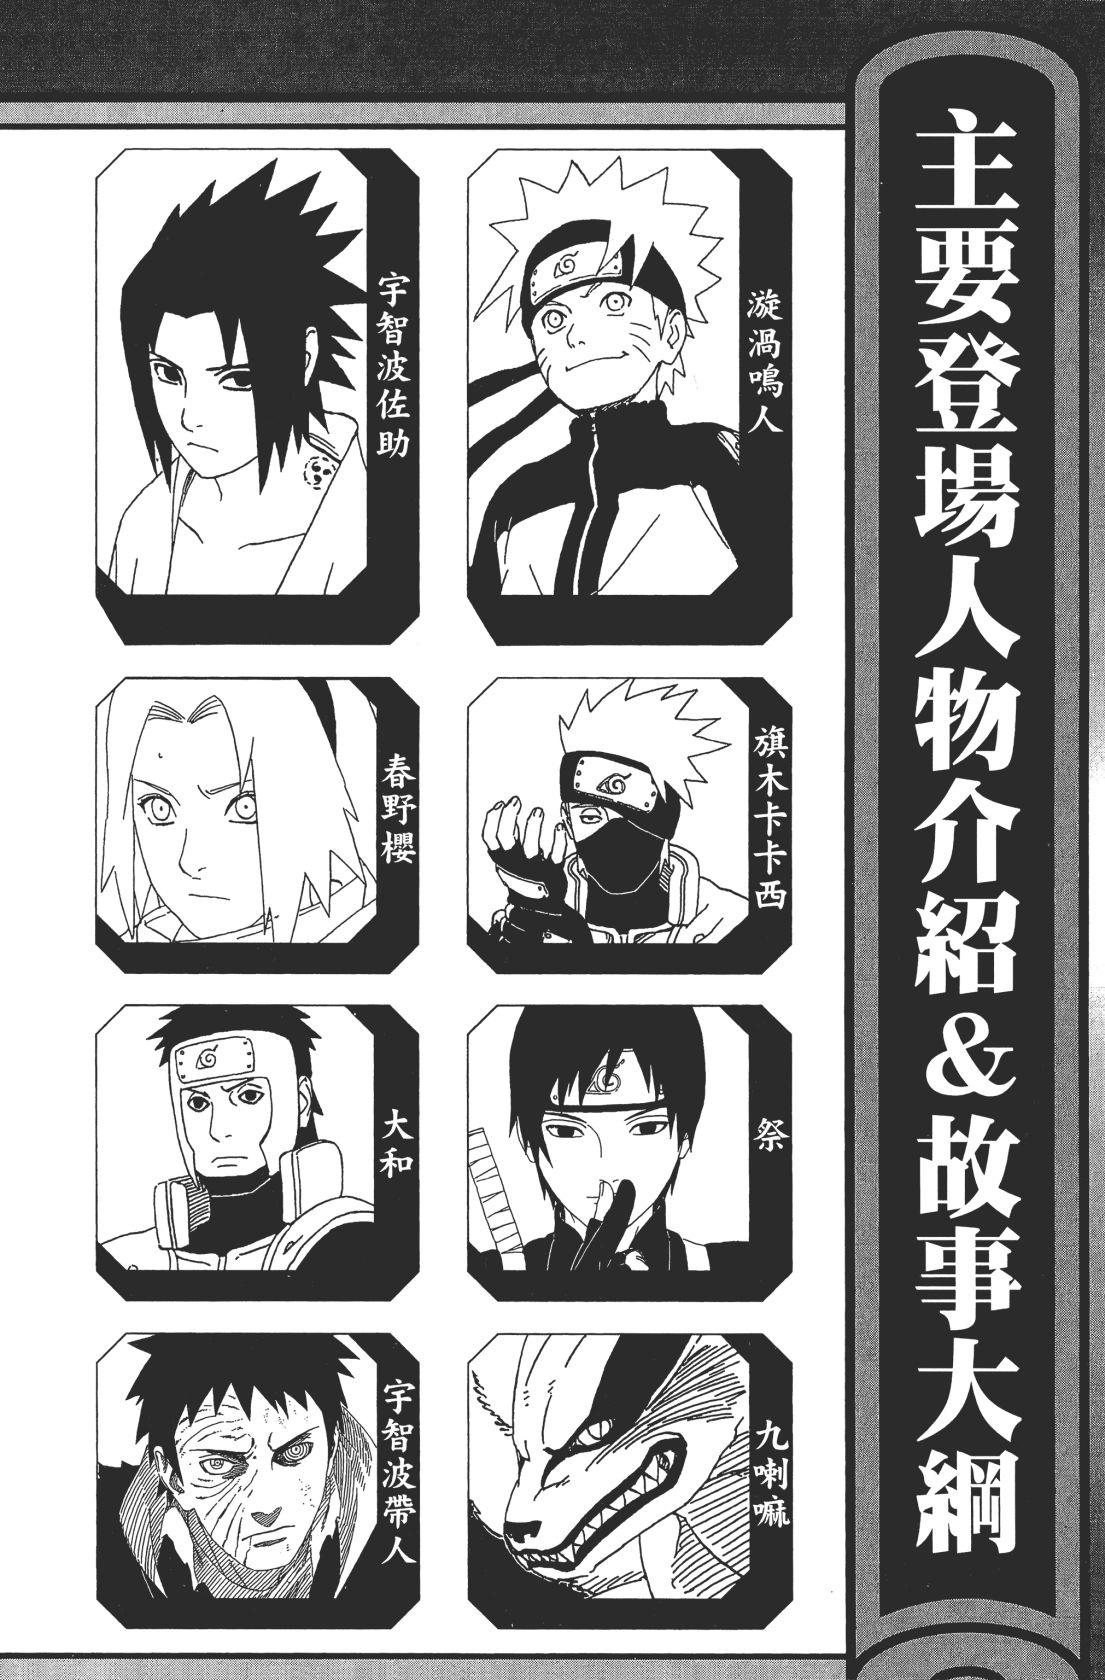 主要登場人物介紹&故事大綱
漩渦鳴人
宇智波佐助
旗木卡卡西
春野櫻
祭
大和
九喇嘛
宇智波帶人